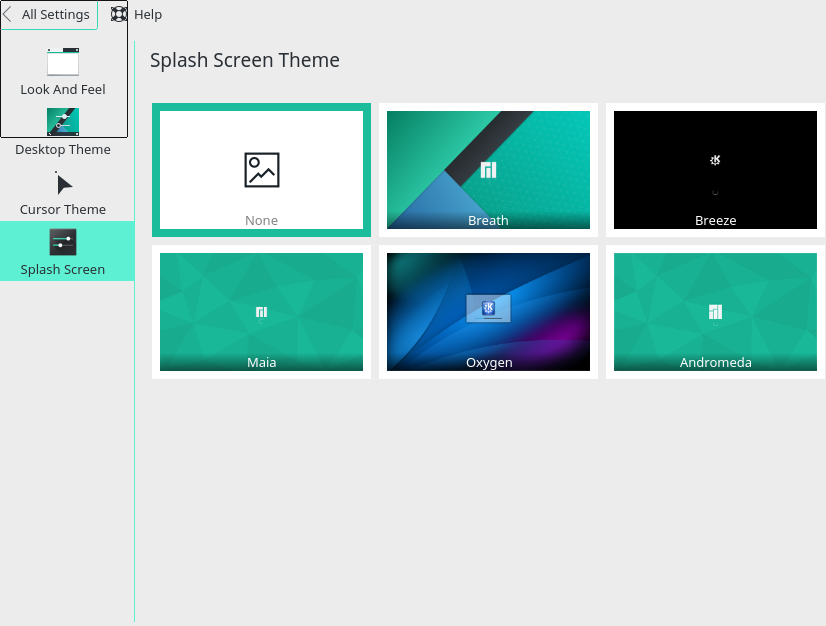 All Settings
Help
Look And Feel
Desktop Theme
Cursor Theme
Splash Screen
Splash Screen Theme
None
Breath
Breeze
Maia
Oxygen
Andromeda